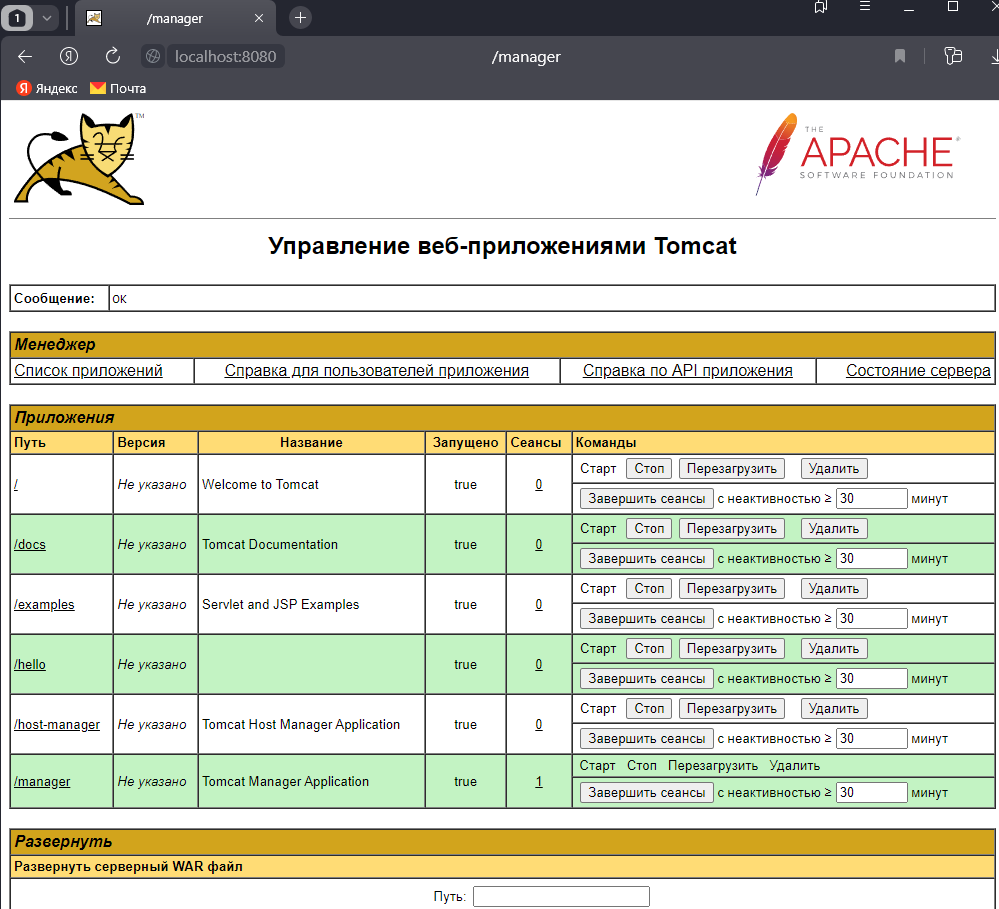 1 /manager
localhost:8080 /manager
Яндекс Почта
TM
THE
APACHE®
SOFTWARE FOUNDATION
Управление веб-приложениями Tomcat
Сообщение: OK
Менеджер
Список приложений Справка для пользователей приложения Справка по API приложения Состояние сервера
Приложения
Путь Версия Название Запущено Сеансы Команды
/ Не указано Welcome to Tomcat true 0 Старт Стоп Перезагрузить Удалить
Завершить сеансы с неактивностью ≥ 30 минут
/docs Не указано Tomcat Documentation true 0 Старт Стоп Перезагрузить Удалить
Завершить сеансы с неактивностью ≥ 30 минут
/examples Не указано Servlet and JSP Examples true 0 Старт Стоп Перезагрузить Удалить
Завершить сеансы с неактивностью ≥ 30 минут
/hello Не указано true 0 Старт Стоп Перезагрузить Удалить
Завершить сеансы с неактивностью ≥ 30 минут
/host-manager Не указано Tomcat Host Manager Application true 0 Старт Стоп Перезагрузить Удалить
Завершить сеансы с неактивностью ≥ 30 минут
/manager Не указано Tomcat Manager Application true 1 Старт Стоп Перезагрузить Удалить
Завершить сеансы с неактивностью ≥ 30 минут
Развернуть
Развернуть серверный WAR файл
Путь: